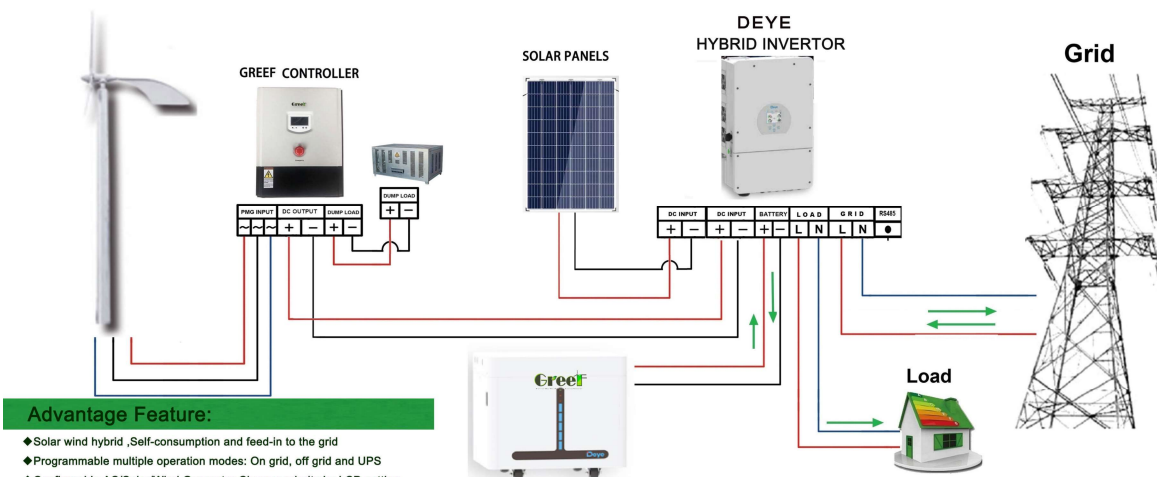 DEYE
HYBRID INVERTOR
SOLAR PANELS
Grid
GREEF CONTROLLER
Greef
DUMP LOAD
+ −
PMG INPUT DC OUTPUT DUMP LOAD
~ ~ ~ + − + −
DC INPUT DC INPUT BATTERY LOAD GRID RS485
+ − + − + − L N L N
Greef
Deye
Load
Advantage Feature:
◆Solar wind hybrid ,Self-consumption and feed-in to the grid
◆Programmable multiple operation modes: On grid, off grid and UPS